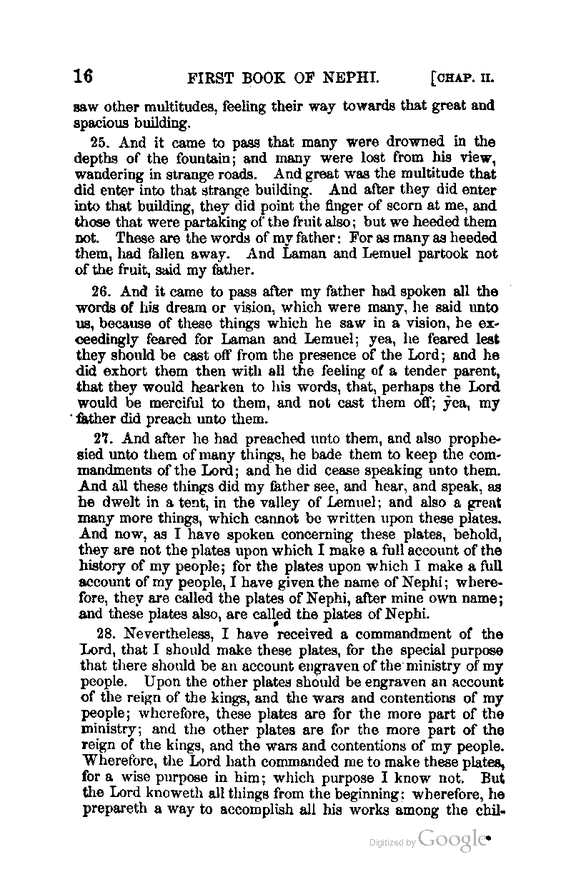 16 FIRST BOOK OF NEPHI. [CHAP. II.
saw other multitudes, feeling their way towards that great and
spacious building.
25. And it came to pass that many were drowned in the
depths of the fountain; and many were lost from his view,
wandering in strange roads. And great was the multitude that
did enter into that strange building. And after they did enter
into that building, they did point the finger of scorn at me, and
those that were partaking of the fruit also; but we heeded them
not. These are the words of my father: For as many as heeded
them, had fallen away. And Laman and Lemuel partook not
of the fruit, said my father.
26. And it came to pass after my father had spoken all the
words of his dream or vision, which were many, he said unto
us, because of these things which he saw in a vision, he ex-
ceedingly feared for Laman and Lemuel; yea, he feared lest
they should be cast off from the presence of the Lord; and he
did exhort them then with all the feeling of a tender parent,
that they would hearken to his words, that, perhaps the Lord
would be merciful to them, and not cast them off; yea, my
father did preach unto them.
27. And after he had preached unto them, and also prophe-
sied unto them of many things, he bade them to keep the com-
mandments of the Lord; and he did cease speaking unto them.
And all these things did my father see, and hear, and speak, as
he dwelt in a tent, in the valley of Lemuel; and also a great
many more things, which cannot be written upon these plates.
And now, as I have spoken concerning these plates, behold,
they are not the plates upon which I make a full account of the
history of my people; for the plates upon which I make a full
account of my people, I have given the name of Nephi; where-
fore, they are called the plates of Nephi, after mine own name;
and these plates also, are called the plates of Nephi.
28. Nevertheless, I have received a commandment of the
Lord, that I should make these plates, for the special purpose
that there should be an account engraven of the ministry of my
people. Upon the other plates should be engraven an account
of the reign of the kings, and the wars and contentions of my
people; wherefore, these plates are for the more part of the
ministry; and the other plates are for the more part of the
reign of the kings, and the wars and contentions of my people.
Wherefore, the Lord hath commanded me to make these plates,
for a wise purpose in him; which purpose I know not. But
the Lord knoweth all things from the beginning: wherefore, he
prepareth a way to accomplish all his works among the chil-
Digitized by Google